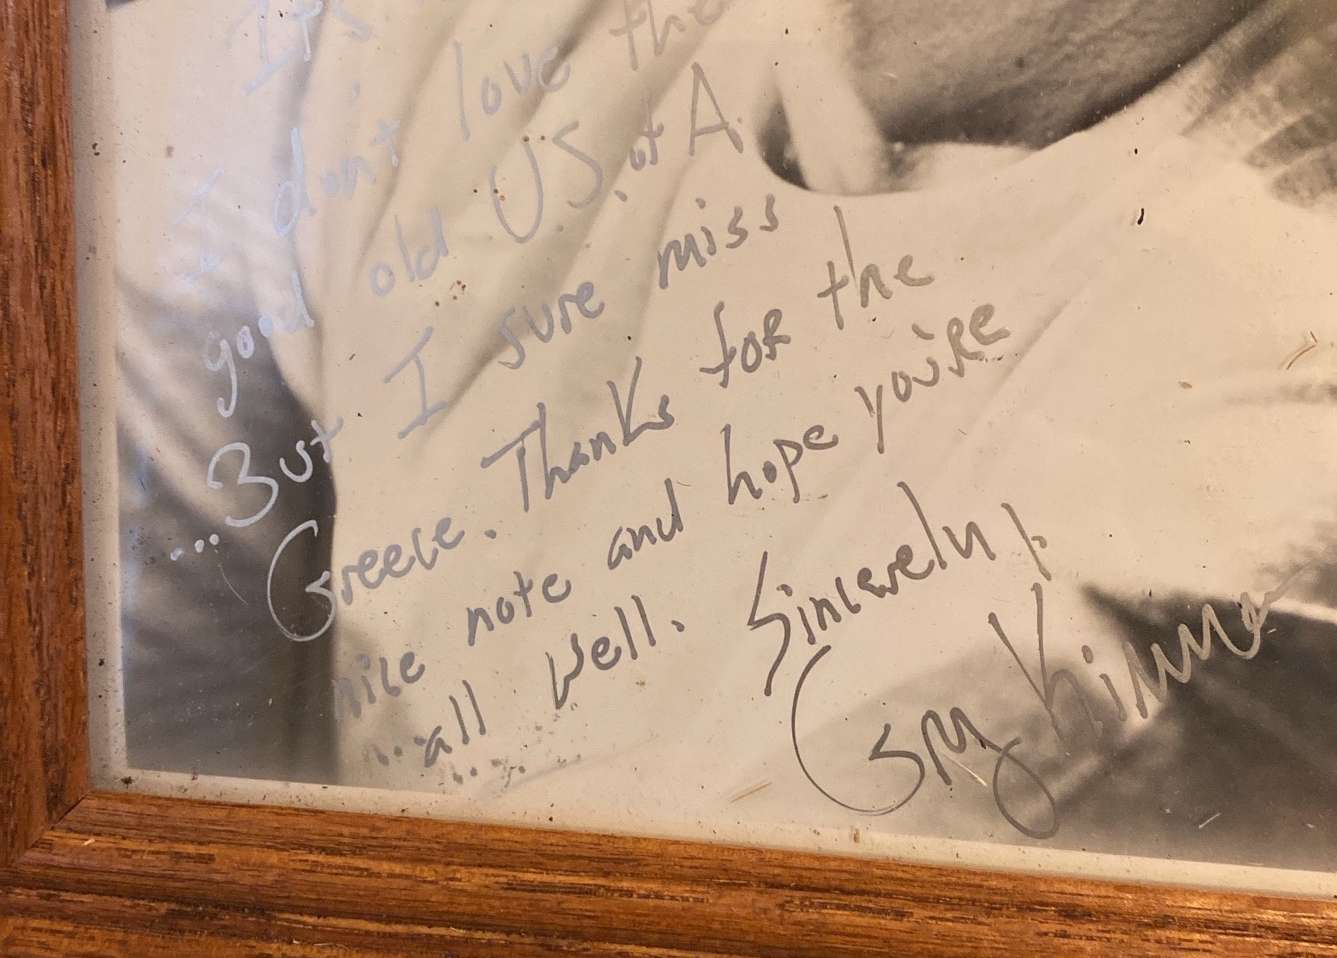 Its
I don't love the
good old U.S. of A
...But I sure miss
Greece. Thanks for the
nice note and hope you're
...all well. Sincerely,